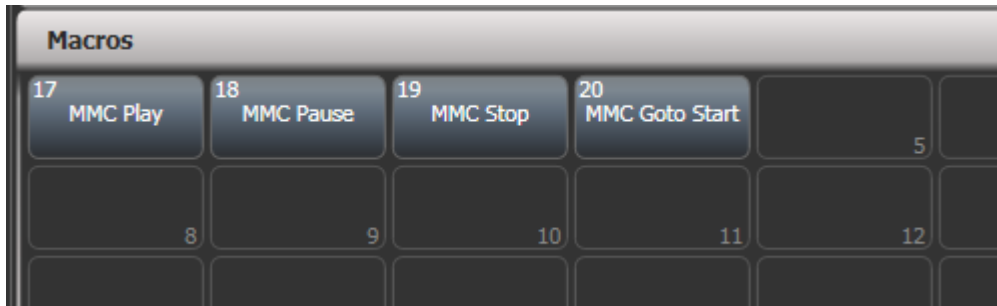 Macros
17 18 19 20
MMC Play MMC Pause MMC Stop MMC Goto Start
5
8 9 10 11 12